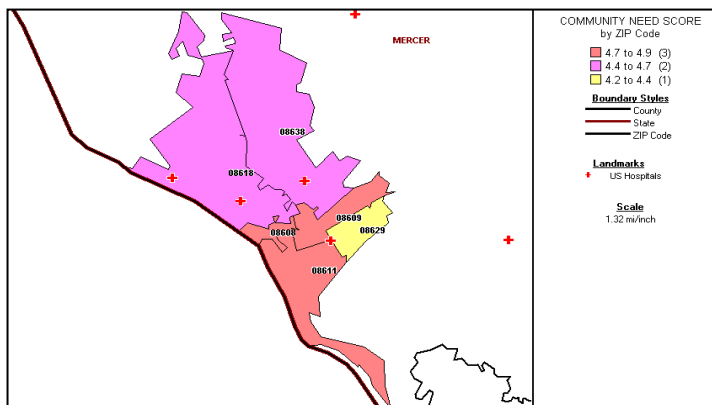 MERCER
08638
08618
08609
08608
08629
08611
COMMUNITY NEED SCORE
by ZIP Code
4.7 to 4.9 (3)
4.4 to 4.7 (2)
4.2 to 4.4 (1)
Boundary Styles
County
State
ZIP Code
Landmarks
US Hospitals
Scale
1.32 mi/inch